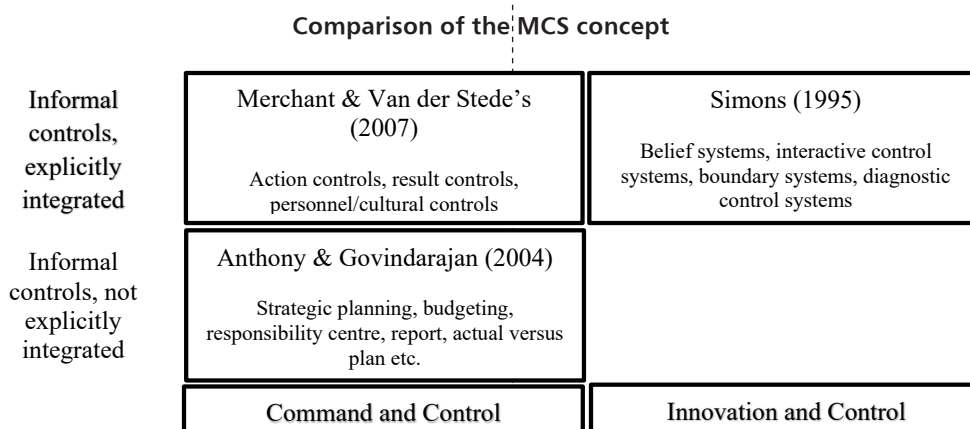 Comparison of the MCS concept
Informal
controls,
explicitly
integrated
Merchant & Van der Stede's
(2007)
Action controls, result controls,
personnel/cultural controls
Simons (1995)
Belief systems, interactive control
systems, boundary systems, diagnostic
control systems
Informal
controls, not
explicitly
integrated
Anthony & Govindarajan (2004)
Strategic planning, budgeting,
responsibility centre, report, actual versus
plan etc.
Command and Control
Innovation and Control